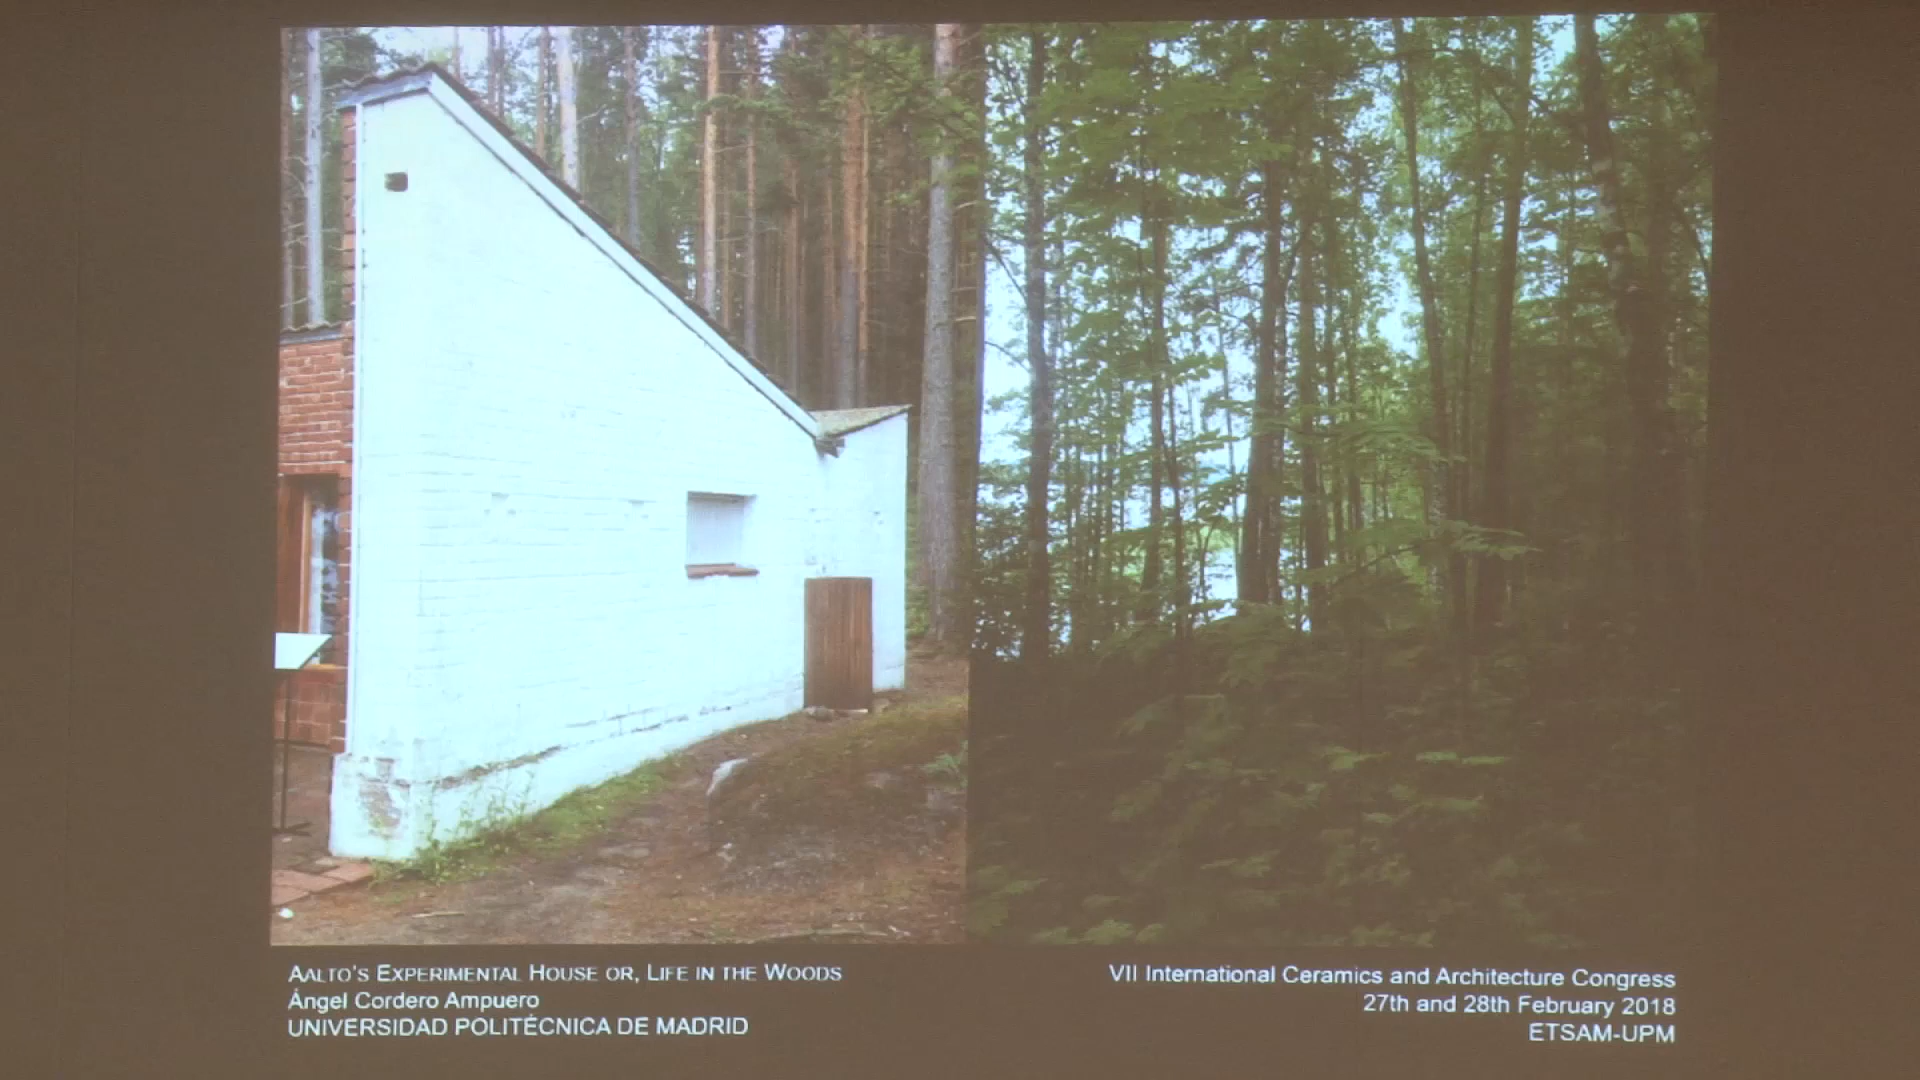 AALTO'S EXPERIMENTAL HOUSE OR, LIFE IN THE WOODS
Ángel Cordero Ampuero
UNIVERSIDAD POLITÉCNICA DE MADRID
VII International Ceramics and Architecture Congress
27th and 28th February 2018
ETSAM-UPM